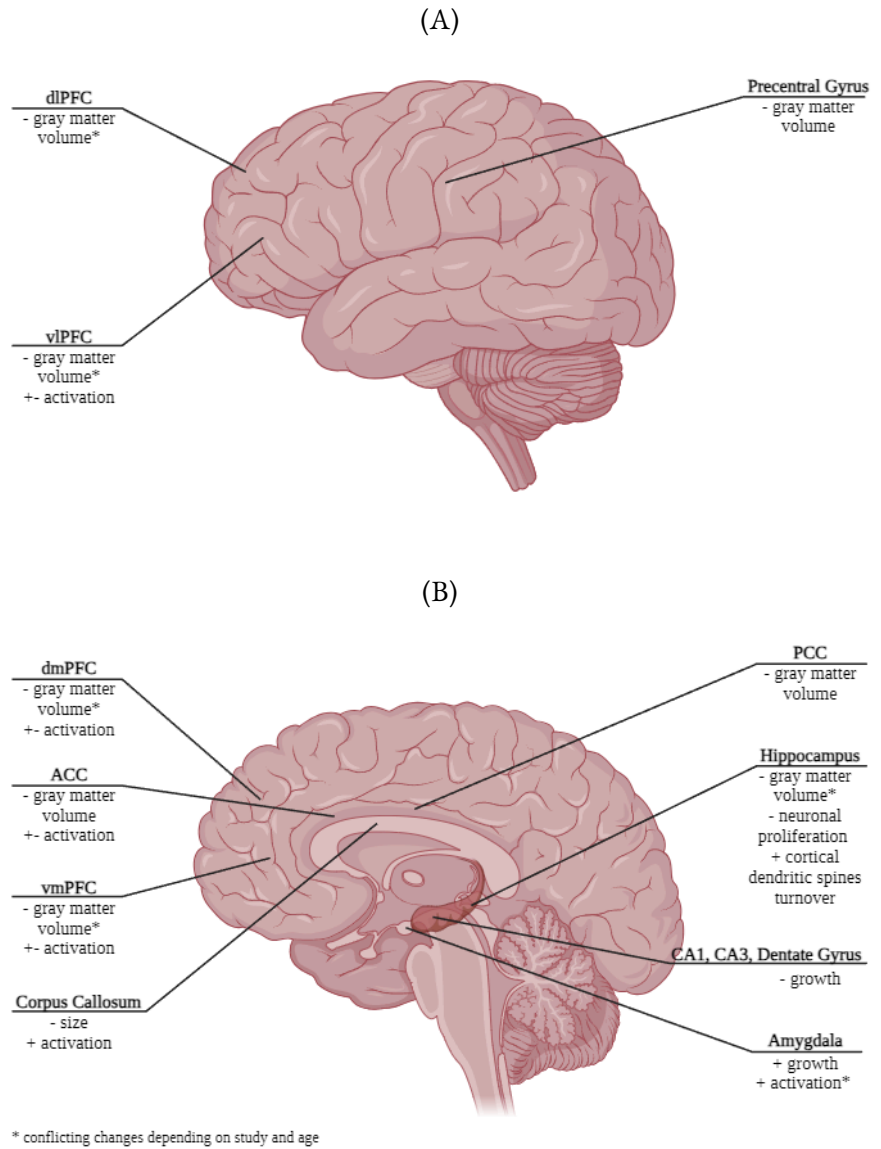 (A)
dlPFC
- gray matter
volume*
Precentral Gyrus
- gray matter
volume
vlPFC
- gray matter
volume*
+- activation
(B)
dmPFC
- gray matter
volume*
+- activation
ACC
- gray matter
volume
+- activation
vmPFC
- gray matter
volume*
+- activation
Corpus Callosum
- size
+ activation
PCC
- gray matter
volume
Hippocampus
- gray matter
volume*
- neuronal
proliferation
+ cortical
dendritic spines
turnover
CA1, CA3, Dentate Gyrus
- growth
Amygdala
+ growth
+ activation*
* conflicting changes depending on study and age